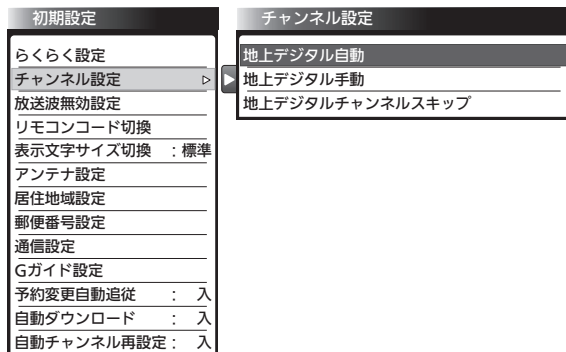 初期設定
らくらく設定
チャンネル設定
放送波無効設定
リモコンコード切換
表示文字サイズ切換 ：標準
アンテナ設定
居住地域設定
郵便番号設定
通信設定
Gガイド設定
予約変更自動追従 ： 入
自動ダウンロード ： 入
自動チャンネル再設定： 入
チャンネル設定
地上デジタル自動
地上デジタル手動
地上デジタルチャンネルスキップ